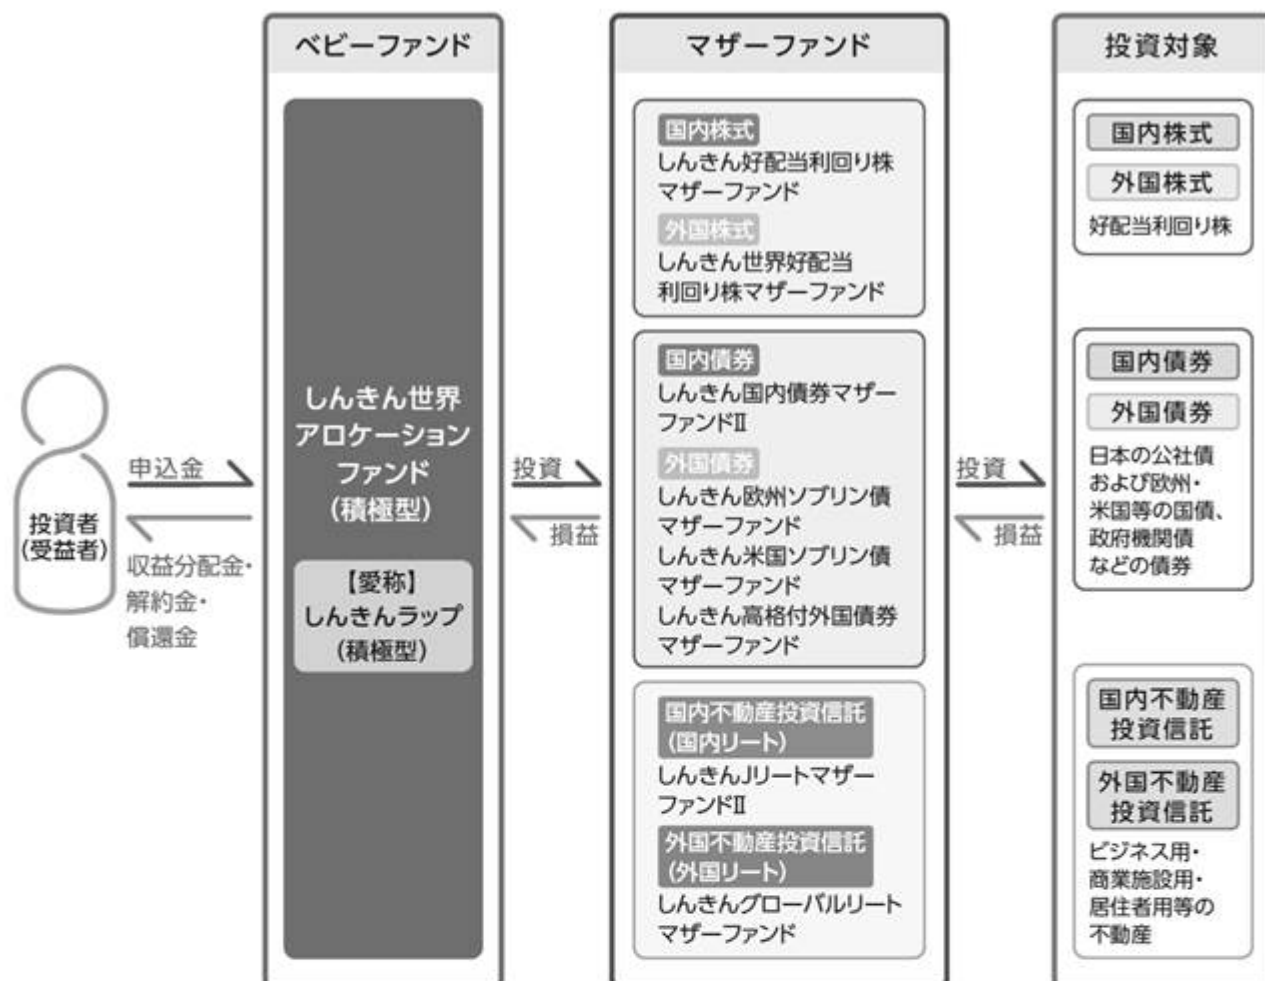 ベビーファンド
マザーファンド
投資対象
投資者
(受益者)
申込金
収益分配金・
解約金・
償還金
しんきん世界
アロケーション
ファンド
(積極型)
【愛称】
しんきんラップ
(積極型)
投資
損益
国内株式
しんきん好配当利回り株
マザーファンド
外国株式
しんきん世界好配当
利回り株マザーファンド
国内債券
しんきん国内債券マザー
ファンドⅡ
外国債券
しんきん欧州ソブリン債
マザーファンド
しんきん米国ソブリン債
マザーファンド
しんきん高格付外国債券
マザーファンド
国内不動産投資信託
(国内リート)
しんきんJリートマザー
ファンドⅡ
外国不動産投資信託
(外国リート)
しんきんグローバルリート
マザーファンド
投資
損益
国内株式
外国株式
好配当利回り株
国内債券
外国債券
日本の公社債
および欧州・
米国等の国債、
政府機関債
などの債券
国内不動産
投資信託
外国不動産
投資信託
ビジネス用・
商業施設用・
居住者用等の
不動産